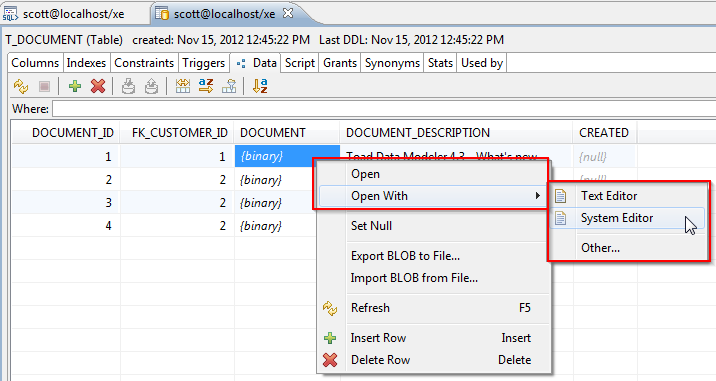 scott@localhost/xe scott@localhost/xe
T_DOCUMENT (Table) created: Nov 15, 2012 12:45:22 PM Last DDL: Nov 15, 2012 12:45:22 PM
Columns Indexes Constraints Triggers Data Script Grants Synonyms Stats Used by
Where:
DOCUMENT_ID FK_CUSTOMER_ID DOCUMENT DOCUMENT_DESCRIPTION CREATED
1 1 {binary} Toad Data Modeler 4.3 - What's new {null}
2 2 {binary}
3 2 {binary}
4 2 {binary}
Open
Open With
Set Null
Export BLOB to File...
Import BLOB from File...
Refresh F5
Insert Row Insert
Delete Row Delete
Text Editor
System Editor
Other...